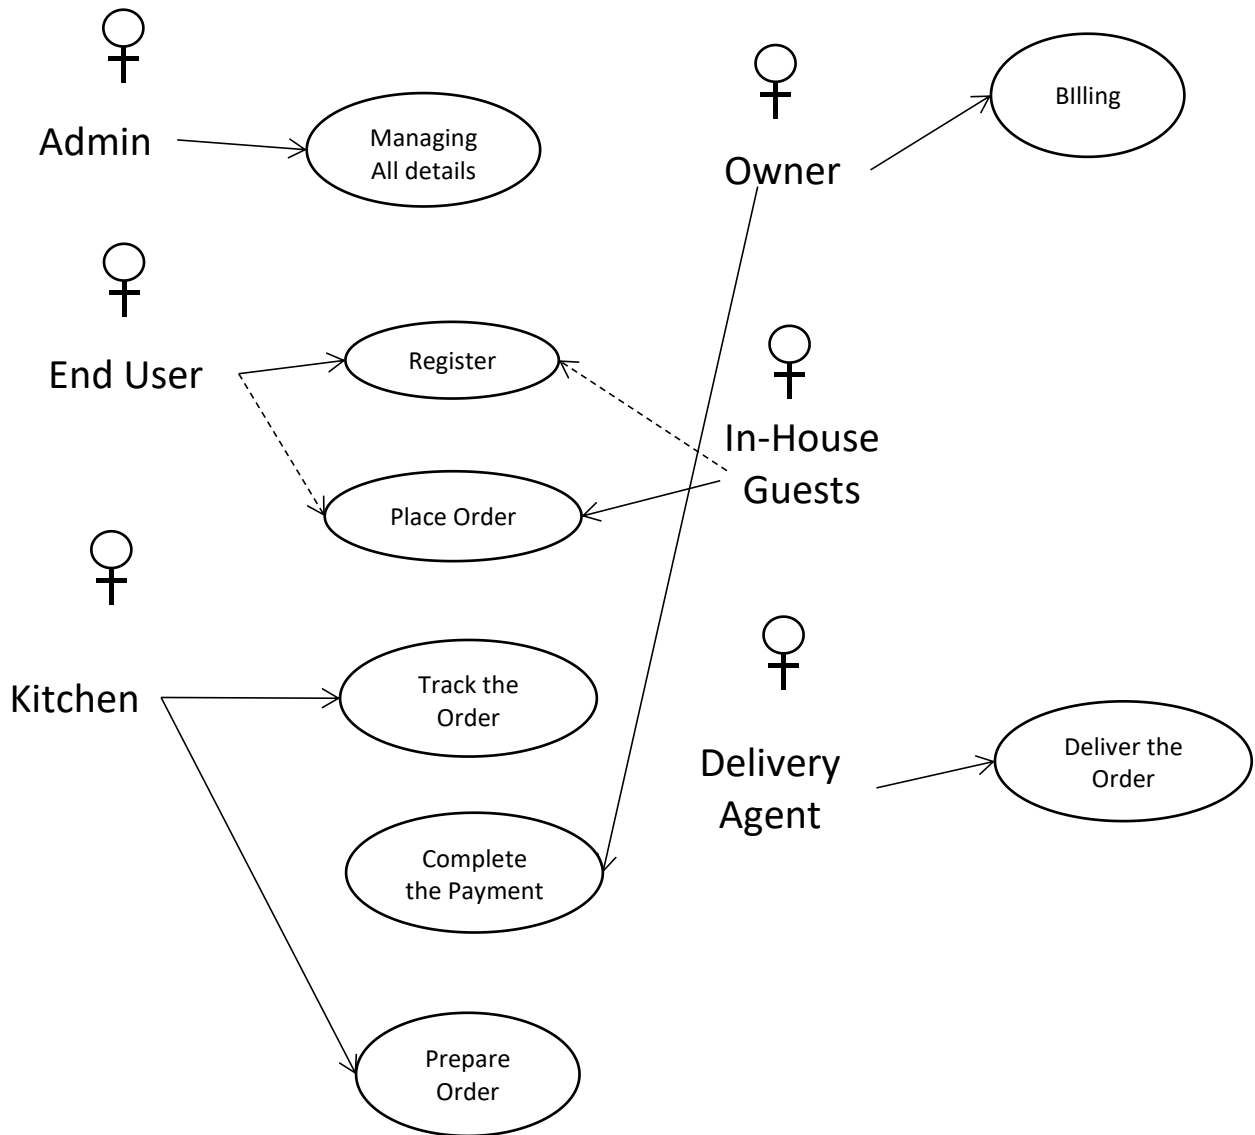 Admin
Managing
All details
Owner
BIlling
End User
Register
In-House
Guests
Place Order
Kitchen
Track the
Order
Delivery
Agent
Deliver the
Order
Complete
the Payment
Prepare
Order